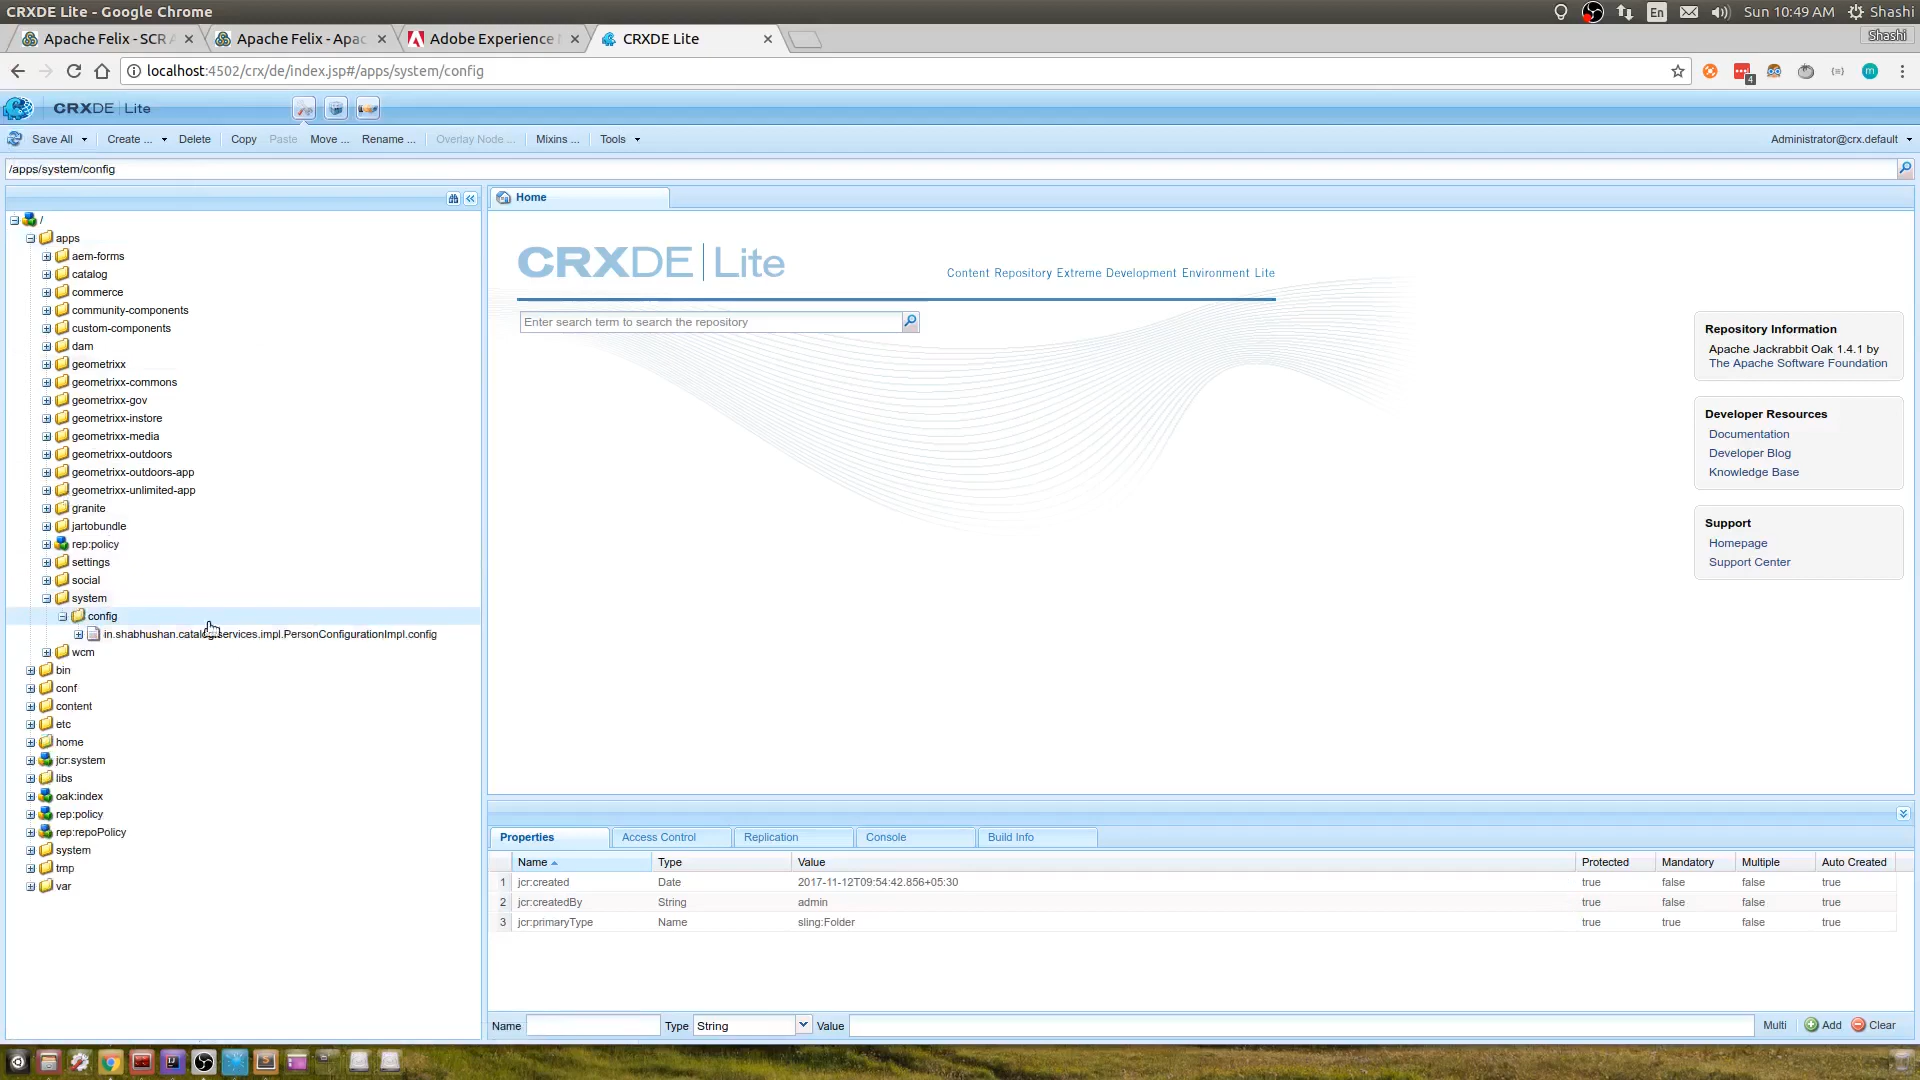 CRXDE Lite - Google Chrome
En
Sun 10:49 AM
Shashi
Apache Felix - SCR A
Apache Felix - Apac
Adobe Experience
CRXDE Lite
Shashi
localhost:4502/crx/de/index.jsp#/apps/system/config
4
CRXDE | Lite
Save All
Create ...
Delete
Copy
Paste
Move ...
Rename ...
Overlay Node ...
Mixins ...
Tools
Administrator@crx.default
/apps/system/config
/
apps
aem-forms
catalog
commerce
community-components
custom-components
dam
geometrixx
geometrixx-commons
geometrixx-gov
geometrixx-instore
geometrixx-media
geometrixx-outdoors
geometrixx-outdoors-app
geometrixx-unlimited-app
granite
jartobundle
rep:policy
settings
social
system
config
in.shabhushan.catalog.services.impl.PersonConfigurationImpl.config
wcm
bin
conf
content
etc
home
jcr:system
libs
oak:index
rep:policy
rep:repoPolicy
system
tmp
var
Home
CRXDE | Lite
Content Repository Extreme Development Environment Lite
Enter search term to search the repository
Repository Information
Apache Jackrabbit Oak 1.4.1 by
The Apache Software Foundation
Developer Resources
Documentation
Developer Blog
Knowledge Base
Support
Homepage
Support Center
Properties
Access Control
Replication
Console
Build Info
Name Type Value Protected Mandatory Multiple Auto Created
1 jcr:created Date 2017-11-12T09:54:42.856+05:30 true false false true
2 jcr:createdBy String admin true false false true
3 jcr:primaryType Name sling:Folder true true false true
Name Type String Value Multi Add Clear